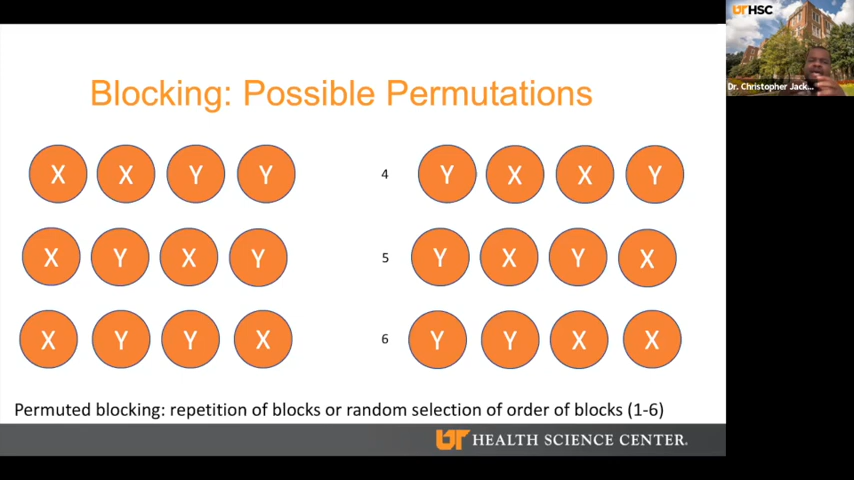 UTHSC
Dr. Christopher Jack...
Blocking: Possible Permutations
X X Y Y 4 Y X X Y
X Y X Y 5 Y X Y X
X Y Y X 6 Y Y X X
Permuted blocking: repetition of blocks or random selection of order of blocks (1-6)
UT HEALTH SCIENCE CENTER.